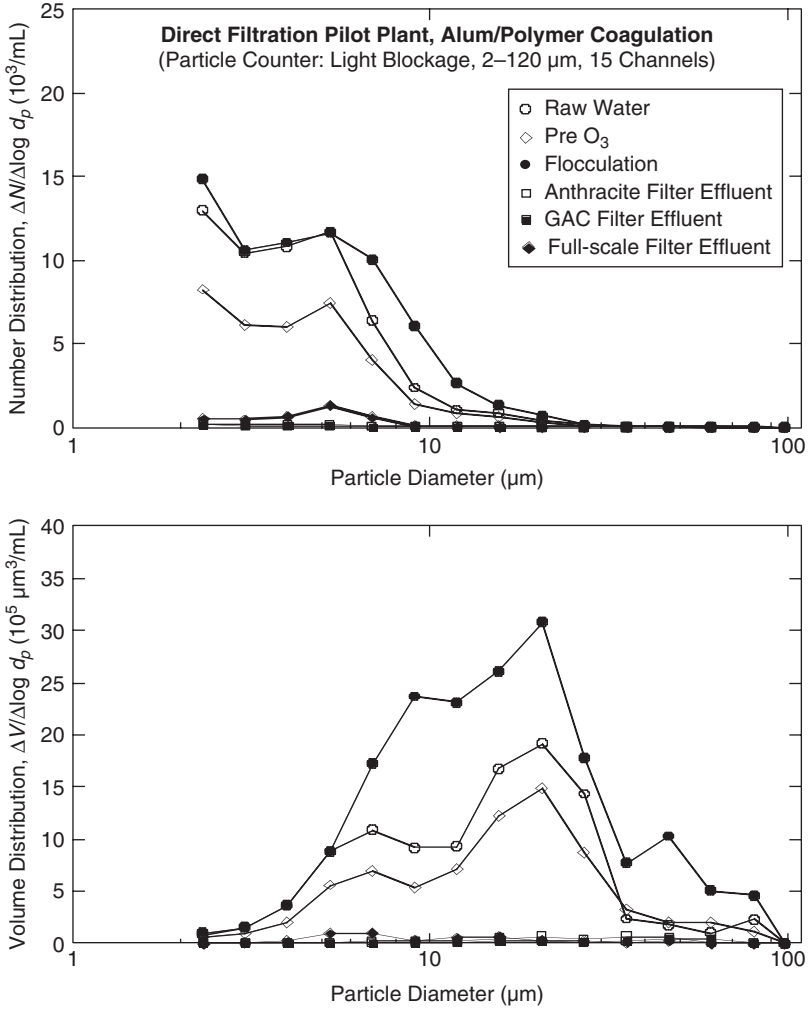 Direct Filtration Pilot Plant, Alum/Polymer Coagulation
(Particle Counter: Light Blockage, 2–120 µm, 15 Channels)
Raw Water
Pre O₃
Flocculation
Anthracite Filter Effluent
GAC Filter Effluent
Full-scale Filter Effluent
Number Distribution, ΔN/Δlog dₚ (10³/mL)
25
20
15
10
5
0
1
10
100
Particle Diameter (µm)
Volume Distribution, ΔV/Δlog dₚ (10⁵ µm³/mL)
40
35
30
25
20
15
10
5
0
1
10
100
Particle Diameter (µm)